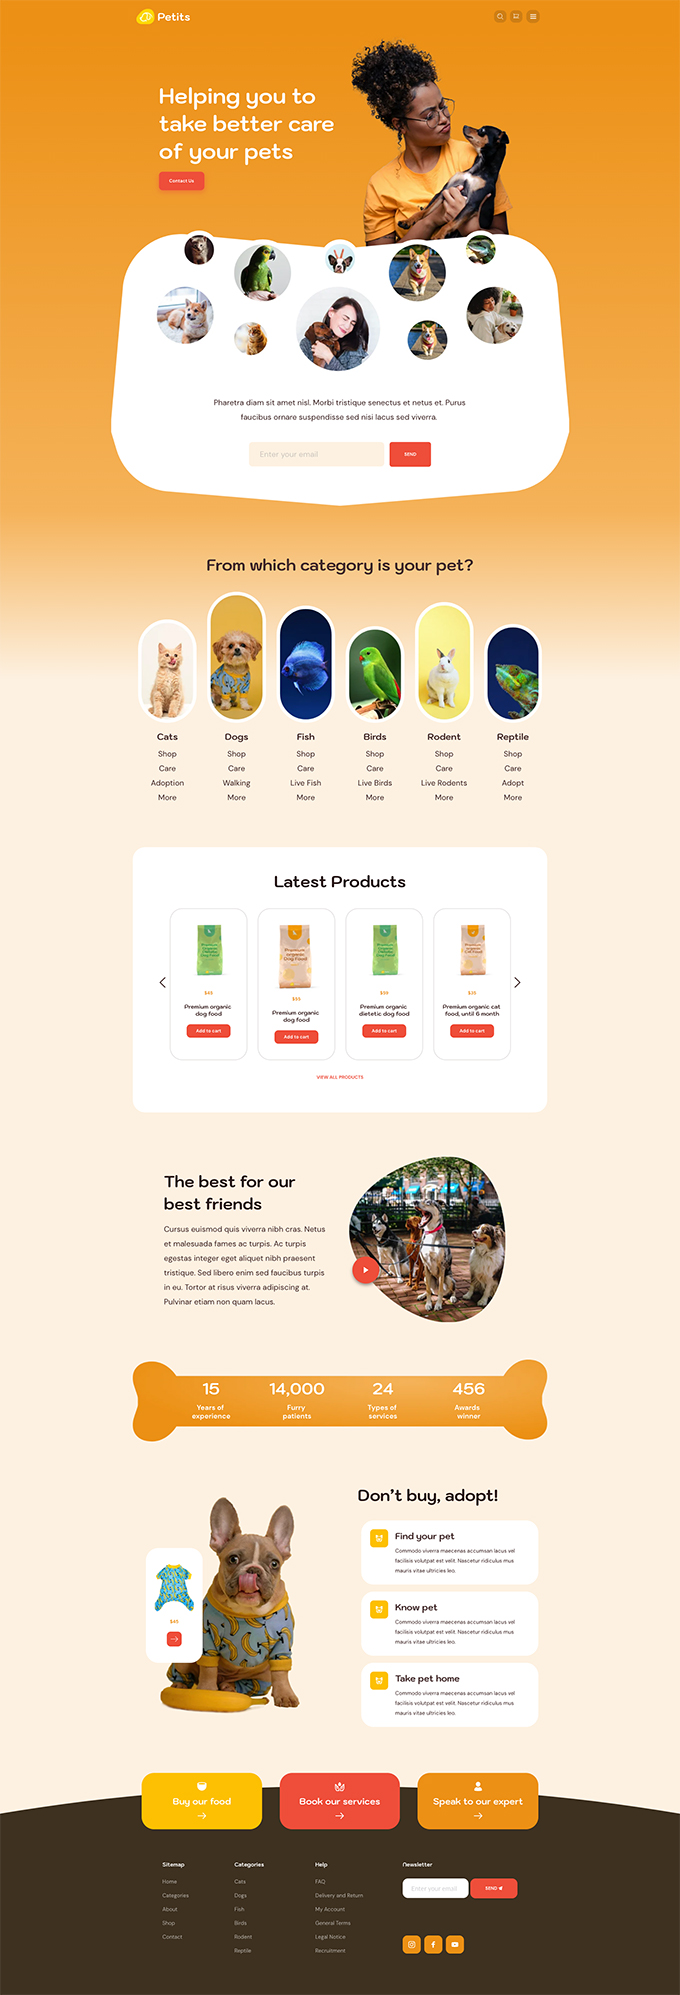 Petits
Helping you to
take better care
of your pets
Contact Us
Pharetra diam sit amet nisl. Morbi tristique senectus et netus et. Purus
faucibus ornare suspendisse sed nisi lacus sed viverra.
Enter your email
SEND
From which category is your pet?
Cats
Shop
Care
Adoption
More
Dogs
Shop
Care
Walking
More
Fish
Shop
Care
Live Fish
More
Birds
Shop
Care
Live Birds
More
Rodent
Shop
Care
Live Rodents
More
Reptile
Shop
Care
Adopt
More
Latest Products
Premium
organic
Dog Food
$35
Premium organic
dog food
Add to cart
Premium organic
dog food
Add to cart
Premium organic
dietetic dog food
Add to cart
Premium organic cat
food, until 6 month
Add to cart
VIEW ALL PRODUCTS
The best for our
best friends
Cursus euismod quis viverra nibh cras. Netus
et malesuada fames ac turpis. Ac turpis
egestas integer eget aliquet nibh praesent
tristique. Sed libero enim sed faucibus turpis
in eu. Tortor at risus viverra adipiscing at.
Pulvinar etiam non quam lacus.
15
Years of
experience
14,000
Furry
patients
24
Types of
services
456
Awards
winner
$45
Don't buy, adopt!
Find your pet
Commodo viverra maecenas accumsan lacus vel
facilisis volutpat est velit. Nascetur ridiculus mus
mauris vitae ultricies leo.
Know pet
Commodo viverra maecenas accumsan lacus vel
facilisis volutpat est velit. Nascetur ridiculus mus
mauris vitae ultricies leo.
Take pet home
Commodo viverra maecenas accumsan lacus vel
facilisis volutpat est velit. Nascetur ridiculus mus
mauris vitae ultricies leo.
Buy our food
Book our services
Speak to our expert
Sitemap
Home
Categories
About
Shop
Contact
Categories
Cats
Dogs
Fish
Birds
Rodent
Reptile
Help
FAQ
Delivery and Return
My Account
General Terms
Legal Notice
Recruitment
Newsletter
Enter your email
SEND